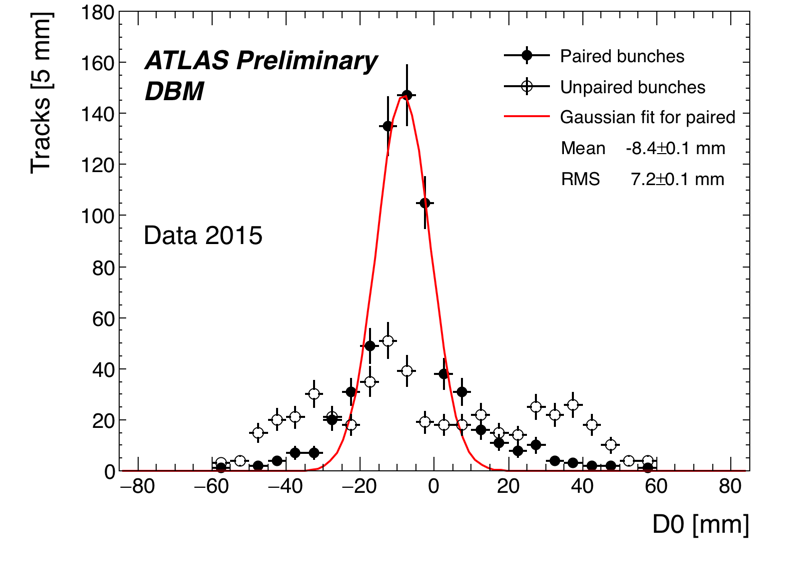 Tracks [5 mm]
180
160
140
120
100
80
60
40
20
0
ATLAS Preliminary
DBM
Data 2015
Paired bunches
Unpaired bunches
Gaussian fit for paired
Mean -8.4±0.1 mm
RMS 7.2±0.1 mm
−80 −60 −40 −20 0 20 40 60 80
D0 [mm]